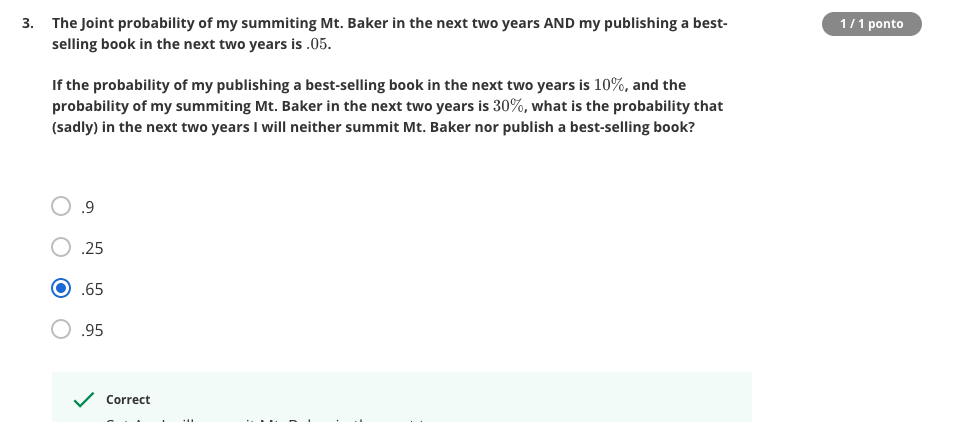 3. The Joint probability of my summiting Mt. Baker in the next two years AND my publishing a best-
selling book in the next two years is .05.
1 / 1 ponto
If the probability of my publishing a best-selling book in the next two years is 10%, and the
probability of my summiting Mt. Baker in the next two years is 30%, what is the probability that
(sadly) in the next two years I will neither summit Mt. Baker nor publish a best-selling book?
.9
.25
.65
.95
Correct